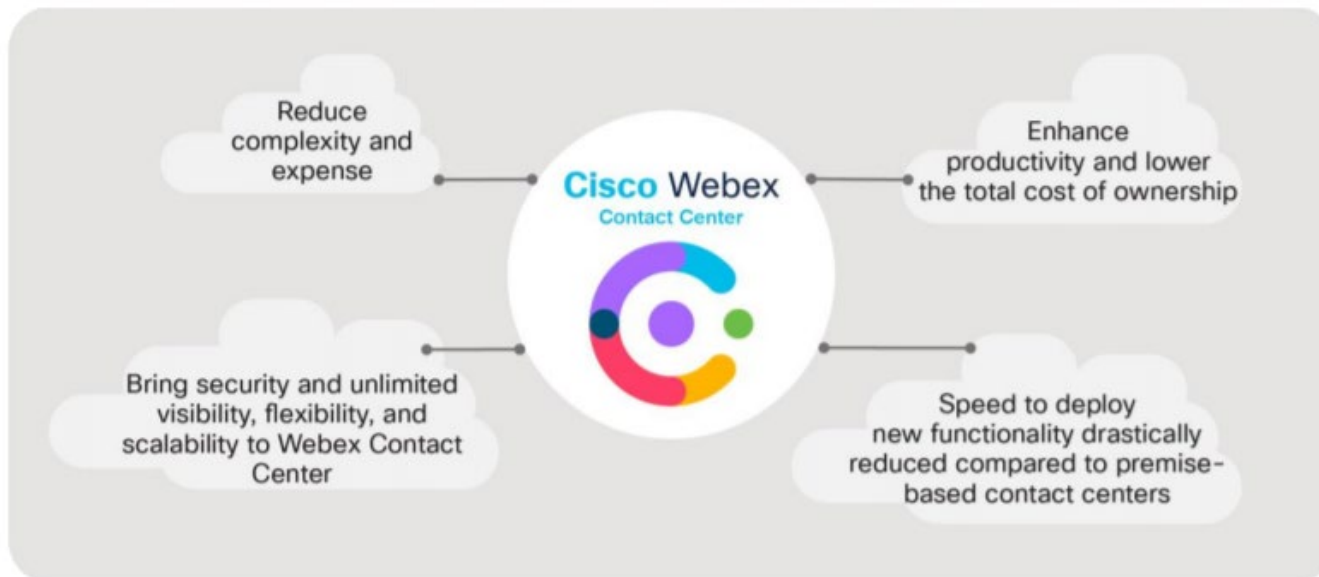 Reduce
complexity and
expense
Cisco Webex
Contact Center
Enhance
productivity and lower
the total cost of ownership
Bring security and unlimited
visibility, flexibility, and
scalability to Webex Contact
Center
Speed to deploy
new functionality drastically
reduced compared to premise-
based contact centers